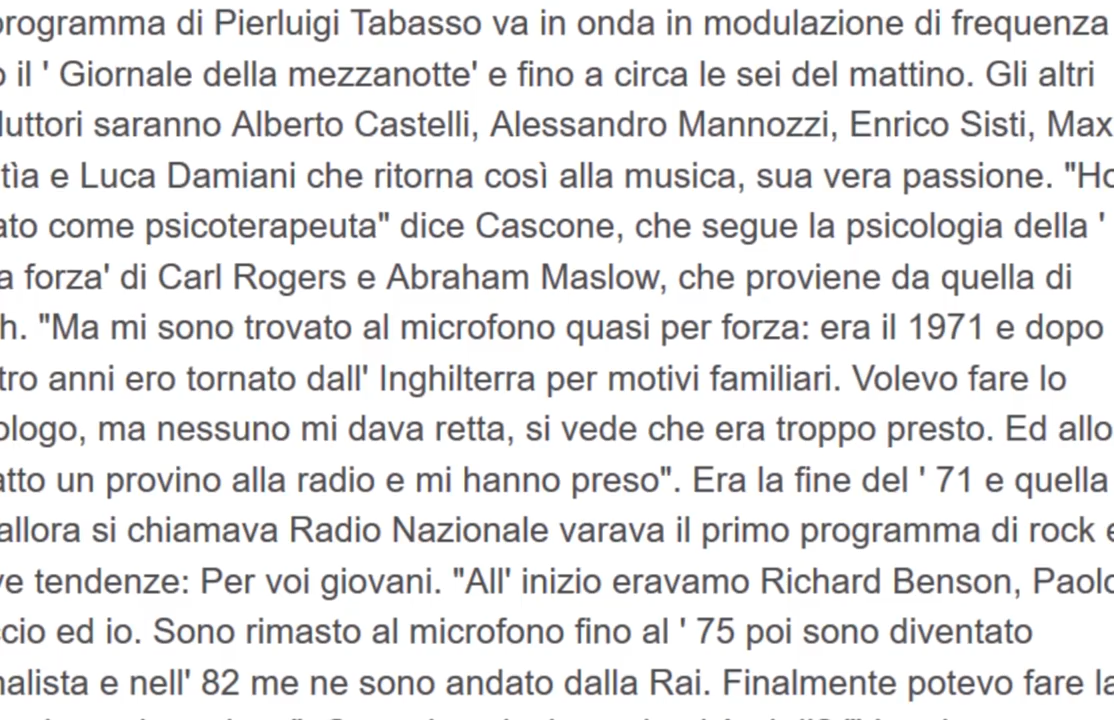 programma di Pierluigi Tabasso va in onda in modulazione di frequenza
il ' Giornale della mezzanotte' e fino a circa le sei del mattino. Gli altri
duttori saranno Alberto Castelli, Alessandro Mannozzi, Enrico Sisti, Max
tìa e Luca Damiani che ritorna così alla musica, sua vera passione. "Ho
ato come psicoterapeuta" dice Cascone, che segue la psicologia della '
a forza' di Carl Rogers e Abraham Maslow, che proviene da quella di
h. "Ma mi sono trovato al microfono quasi per forza: era il 1971 e dopo
tro anni ero tornato dall' Inghilterra per motivi familiari. Volevo fare lo
ologo, ma nessuno mi dava retta, si vede che era troppo presto. Ed allo
atto un provino alla radio e mi hanno preso". Era la fine del ' 71 e quella
allora si chiamava Radio Nazionale varava il primo programma di rock e
ve tendenze: Per voi giovani. "All' inizio eravamo Richard Benson, Paolo
ccio ed io. Sono rimasto al microfono fino al ' 75 poi sono diventato
nalista e nell' 82 me ne sono andato dalla Rai. Finalmente potevo fare la